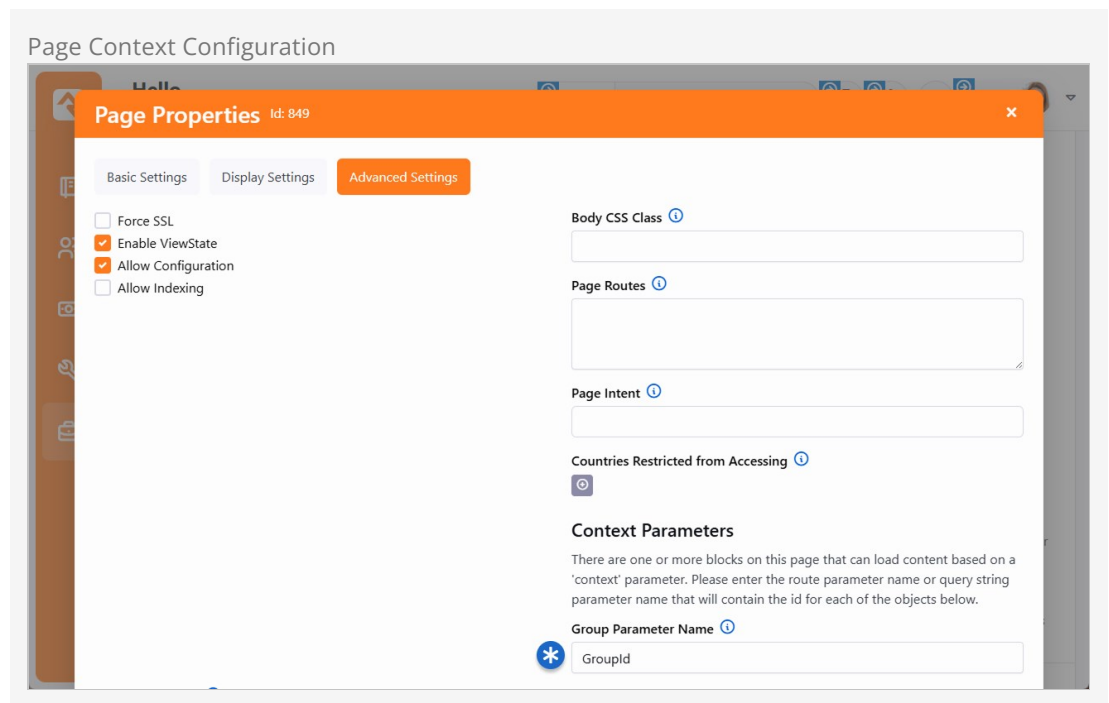 Page Context Configuration
Hello
Page Properties Id: 849
Basic Settings
Display Settings
Advanced Settings
Force SSL
Enable ViewState
Allow Configuration
Allow Indexing
Body CSS Class
Page Routes
Page Intent
Countries Restricted from Accessing
Context Parameters
There are one or more blocks on this page that can load content based on a
'context' parameter. Please enter the route parameter name or query string
parameter name that will contain the id for each of the objects below.
Group Parameter Name
GroupId